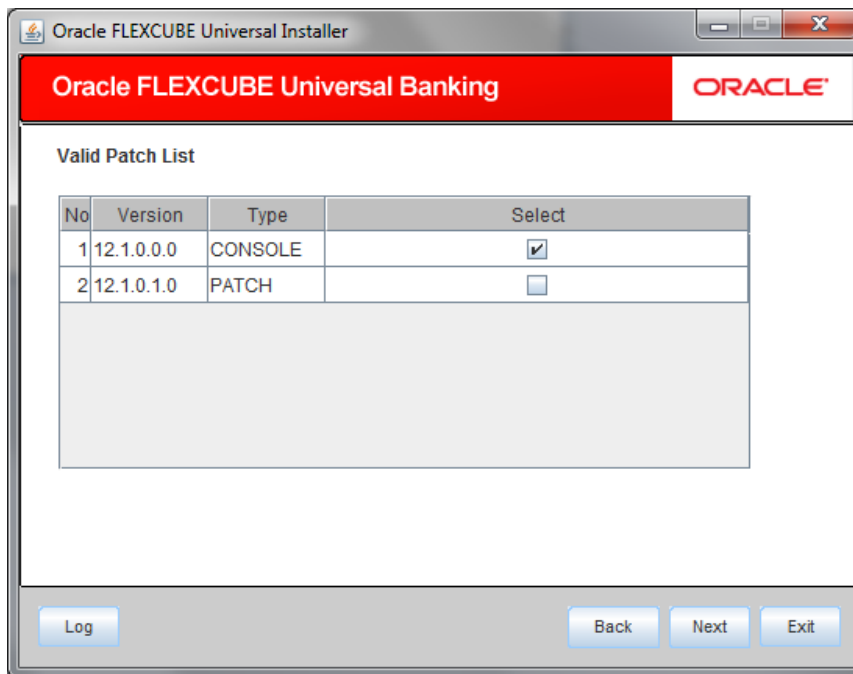 Oracle FLEXCUBE Universal Installer
Oracle FLEXCUBE Universal Banking
ORACLE
Valid Patch List
No Version Type Select
1 12.1.0.0.0 CONSOLE
2 12.1.0.1.0 PATCH
Log Back Next Exit